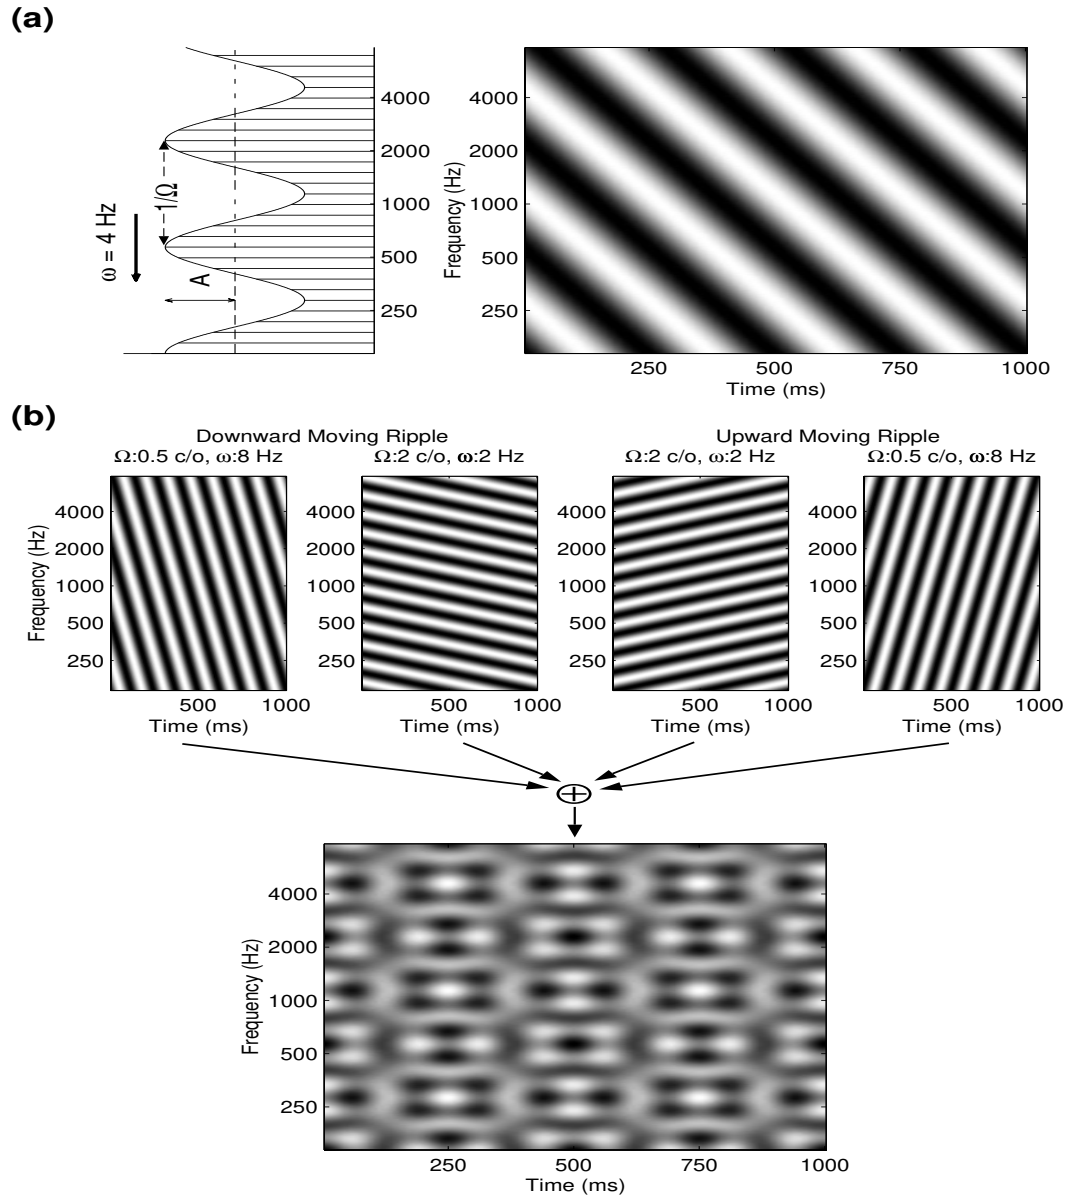 (a)
ω = 4 Hz
1/Ω
A
4000
2000
1000
500
250
Frequency (Hz)
4000
2000
1000
500
250
250 500 750 1000
Time (ms)
(b)
Downward Moving Ripple
Upward Moving Ripple
Ω:0.5 c/o, ω:8 Hz
Ω:2 c/o, ω:2 Hz
Ω:2 c/o, ω:2 Hz
Ω:0.5 c/o, ω:8 Hz
Frequency (Hz)
4000
2000
1000
500
250
500 1000
Time (ms)
4000
2000
1000
500
250
500 1000
Time (ms)
4000
2000
1000
500
250
500 1000
Time (ms)
4000
2000
1000
500
250
500 1000
Time (ms)
Frequency (Hz)
4000
2000
1000
500
250
250 500 750 1000
Time (ms)